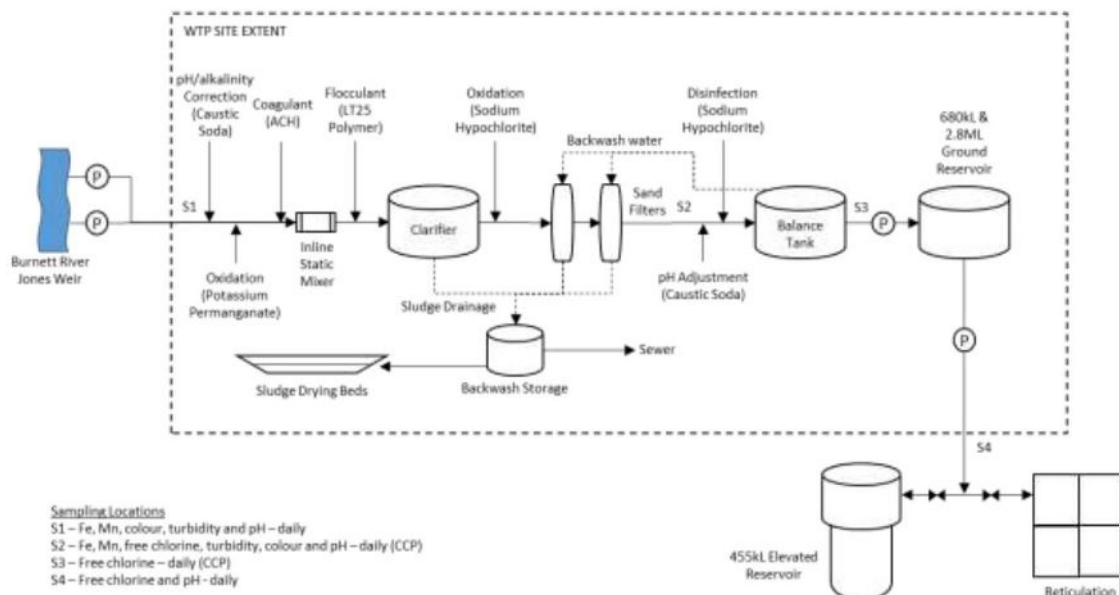 WTP SITE EXTENT
pH/alkalinity
Correction
(Caustic
Soda)
Coagulant
(ACH)
Flocculant
(LT25
Polymer)
Oxidation
(Sodium
Hypochlorite)
Disinfection
(Sodium
Hypochlorite)
680kL &
2.8ML
Ground
Reservoir
Backwash water
P
P
S1
Clarifier
Sand
Filters
S2
Balance
Tank
S3
P
Burnett River
Jones Weir
Oxidation
(Potassium
Permanganate)
Inline
Static
Mixer
pH Adjustment
(Caustic Soda)
Sludge Drainage
P
Sewer
Sludge Drying Beds
Backwash Storage
S4
Sampling Locations
S1 – Fe, Mn, colour, turbidity and pH – daily
S2 – Fe, Mn, free chlorine, turbidity, colour and pH – daily (CCP)
S3 – Free chlorine – daily (CCP)
S4 – Free chlorine and pH - daily
455kL Elevated
Reservoir
Reticulation